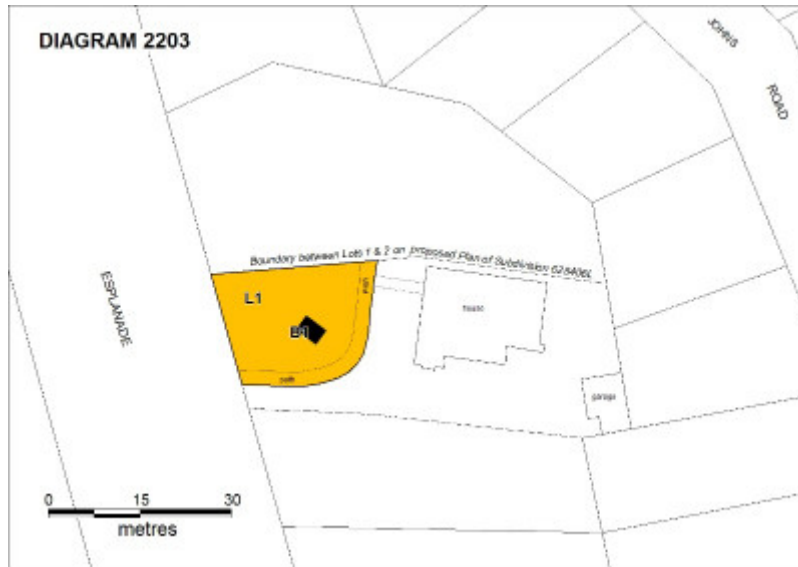 DIAGRAM 2203
JOHNS
ROAD
Boundary between Lots 1 & 2 on proposed Plan of Subdivision
path
L1
house
B1
ESPLANADE
path
garage
0 15 30
metres